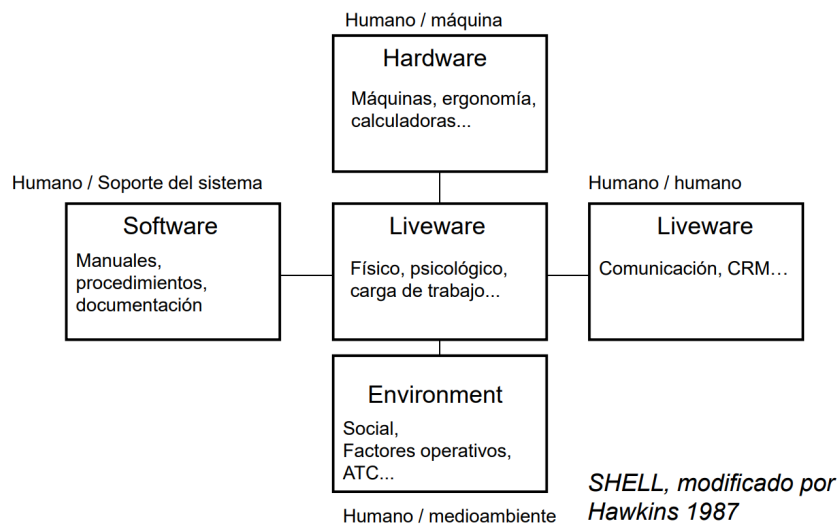 Humano / máquina
Hardware
Máquinas, ergonomía,
calculadoras...
Humano / Soporte del sistema
Software
Manuales,
procedimientos,
documentación
Liveware
Físico, psicológico,
carga de trabajo...
Humano / humano
Liveware
Comunicación, CRM…
Environment
Social,
Factores operativos,
ATC...
Humano / medioambiente
SHELL, modificado por
Hawkins 1987